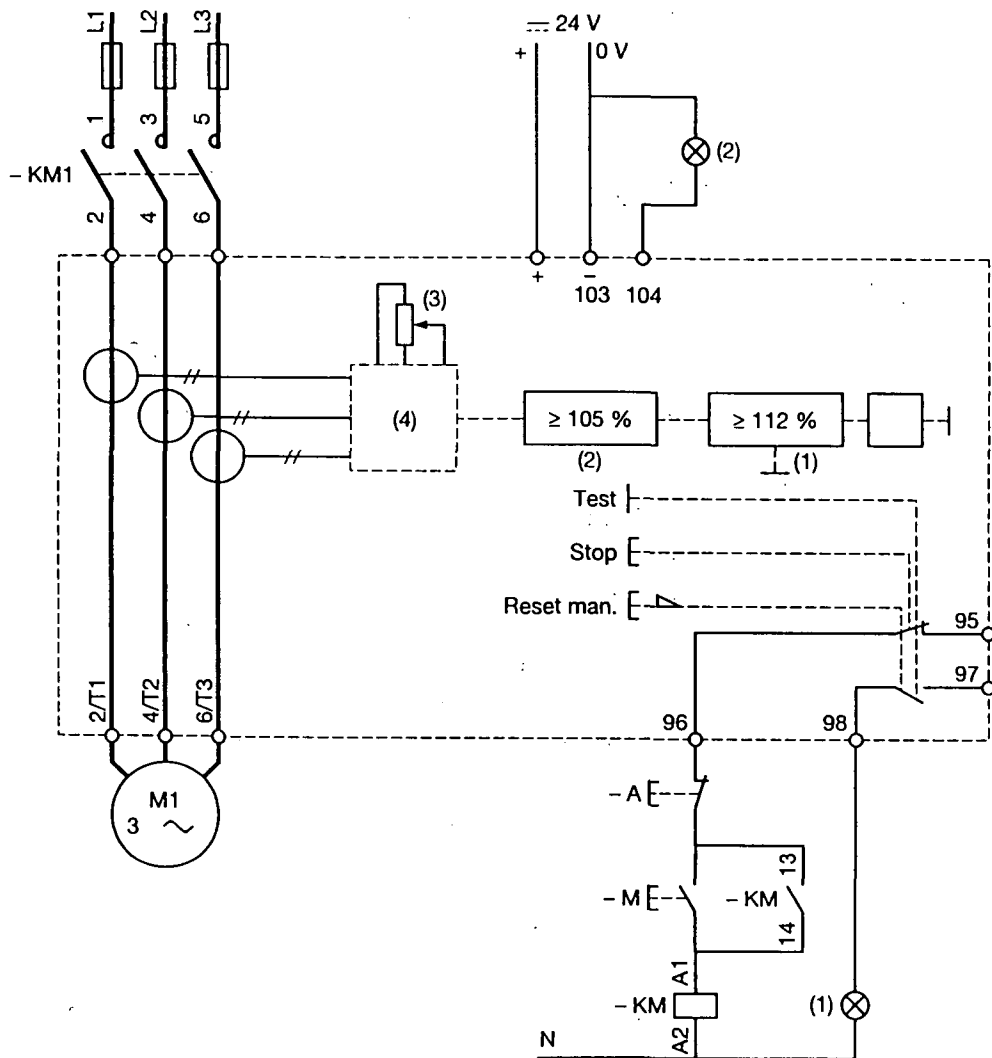 L1 L2 L3
⎓ 24 V
+ 0 V
1 3 5
(2)
– KM1
2 4 6
+ –
103 104
(3)
(4)
≥ 105 % ≥ 112 %
(2) (1)
Test
Stop
Reset man.
95
97
2/T1 4/T2 6/T3
96 98
M1
3 ~
– A
13
– M – KM
14
A1
– KM (1)
A2
N